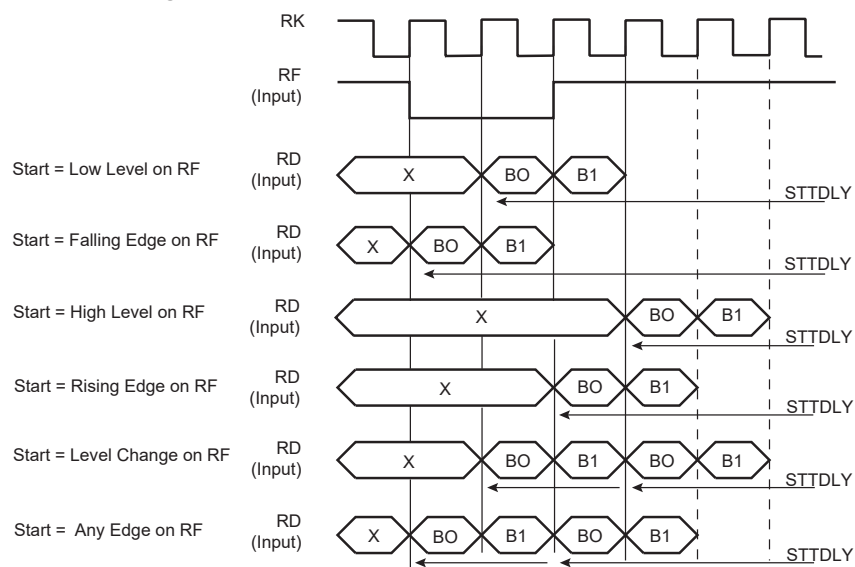 RK
RF
(Input)
Start = Low Level on RF
RD
(Input)
X
BO
B1
STTDLY
Start = Falling Edge on RF
RD
(Input)
X
BO
B1
STTDLY
Start = High Level on RF
RD
(Input)
X
BO
B1
STTDLY
Start = Rising Edge on RF
RD
(Input)
X
BO
B1
STTDLY
Start = Level Change on RF
RD
(Input)
X
BO
B1
BO
B1
STTDLY
Start = Any Edge on RF
RD
(Input)
X
BO
B1
BO
B1
STTDLY